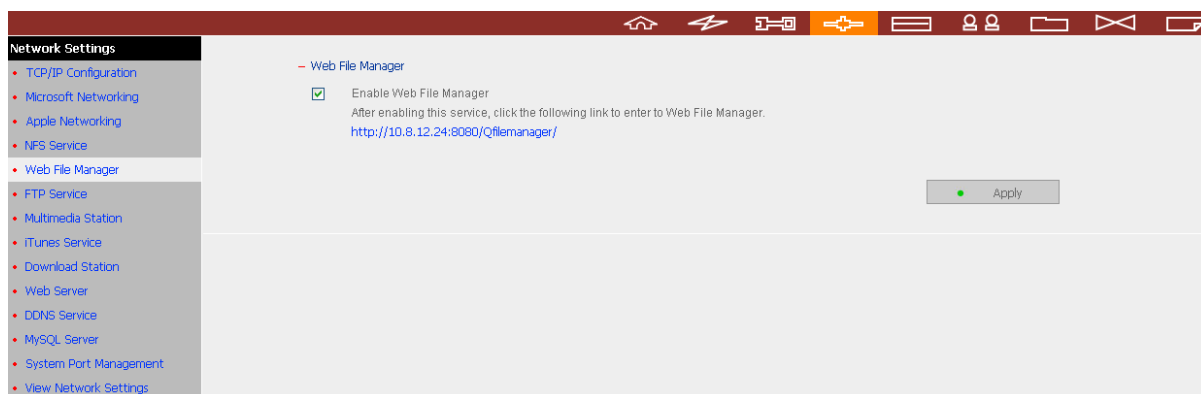 Network Settings
TCP/IP Configuration
Microsoft Networking
Apple Networking
NFS Service
Web File Manager
FTP Service
Multimedia Station
iTunes Service
Download Station
Web Server
DDNS Service
MySQL Server
System Port Management
View Network Settings
– Web File Manager
Enable Web File Manager
After enabling this service, click the following link to enter to Web File Manager.
http://10.8.12.24:8080/Qfilemanager/
Apply